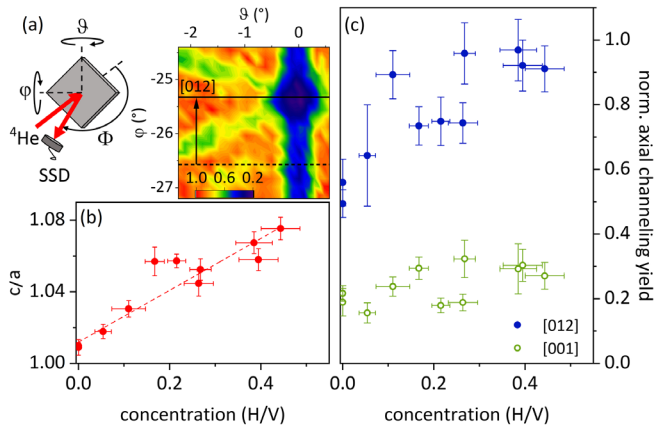 (a)
ϑ
φ
Φ
⁴He
SSD
ϑ (°)
-2 0
φ (°)
-25
-26
-27
[012]
1.0 0.6 0.2
(b)
c/a
1.08
1.04
1.00
0.0 0.2 0.4
concentration (H/V)
(c)
norm. axial channeling yield
1.0
0.8
0.6
0.4
0.2
0.0
[012]
[001]
0.0 0.2 0.4
concentration (H/V)